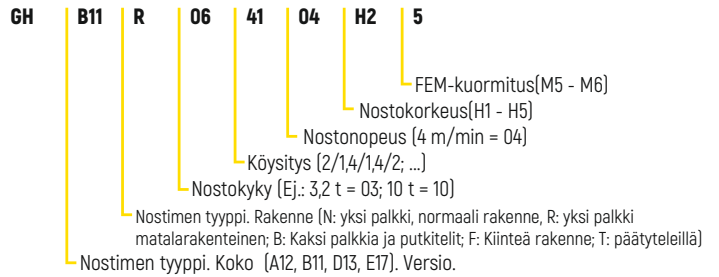 GH B11 R 06 41 04 H2 5
FEM-kuormitus(M5 - M6)
Nostokorkeus(H1 - H5)
Nostonopeus (4 m/min = 04)
Köysitys (2/1,4/1,4/2; ...)
Nostokyky (Ej.: 3,2 t = 03; 10 t = 10)
Nostimen tyyppi. Rakenne (N: yksi palkki, normaali rakenne, R: yksi palkki
matalarakenteinen; B: Kaksi palkkia ja putkitelit; F: Kiinteä rakenne; T: päätyteleillä)
Nostimen tyyppi. Koko (A12, B11, D13, E17). Versio.